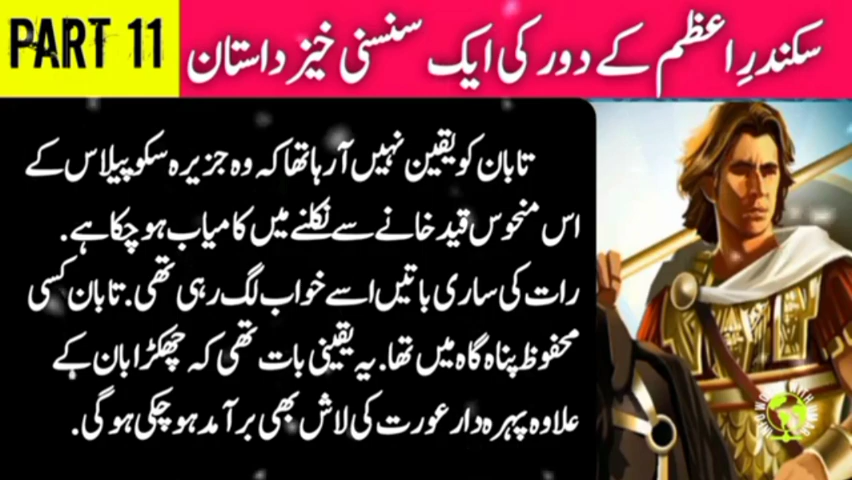 PART 11
سکندرِ اعظم کے دور کی ایک سنسنی خیز داستان
تابان کو یقین نہیں آ رہا تھا کہ وہ جزیرہ سکوپیلاس کے
اس منحوس قید خانے سے نکلنے میں کامیاب ہو چکا ہے.
رات کی ساری باتیں اسے خواب لگ رہی تھی. تابان کسی
محفوظ پناہ گاہ میں تھا. یہ یقینی بات تھی کہ چھکڑا بان کے
علاوہ پہرہ دار عورت کی لاش بھی برآمد ہو چکی ہو گی.